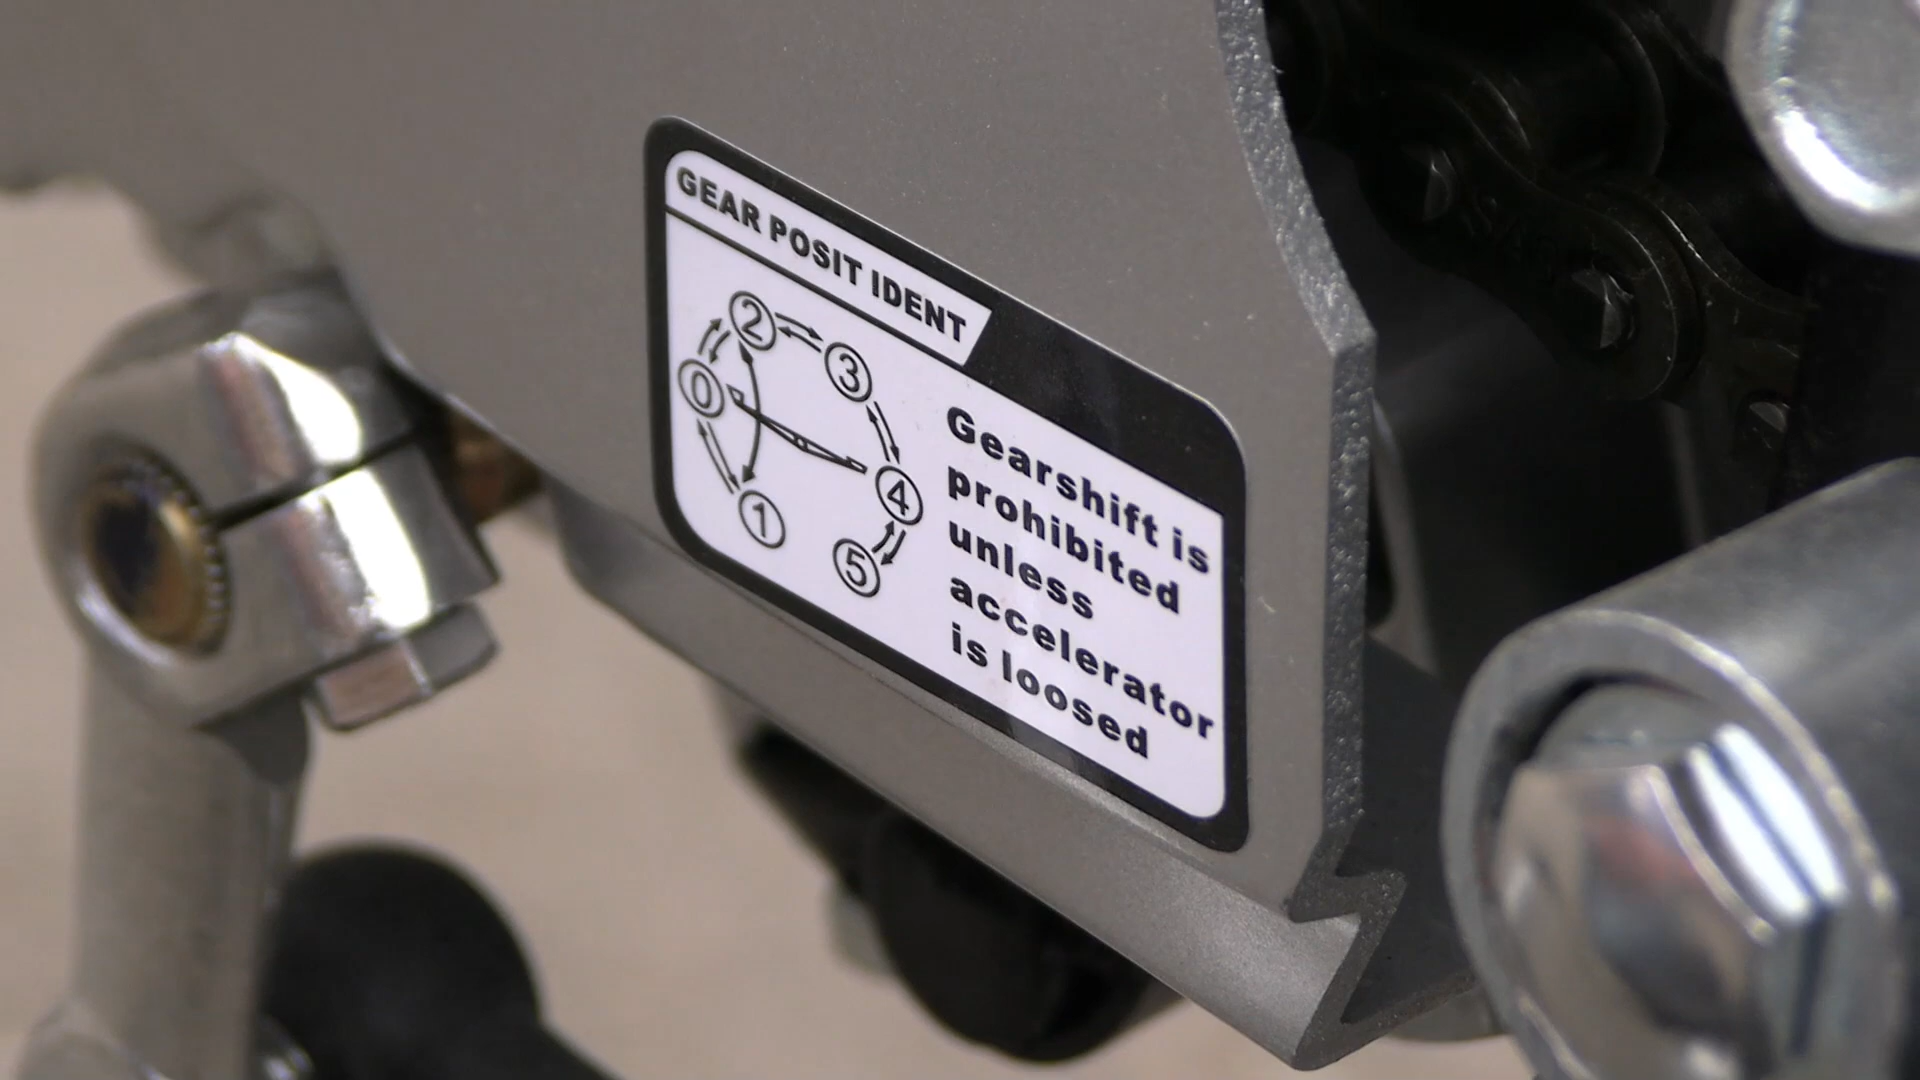 GEAR POSIT IDENT
2
3
0
4
1
5
Gearshift is
prohibited
unless
accelerator
is loosed